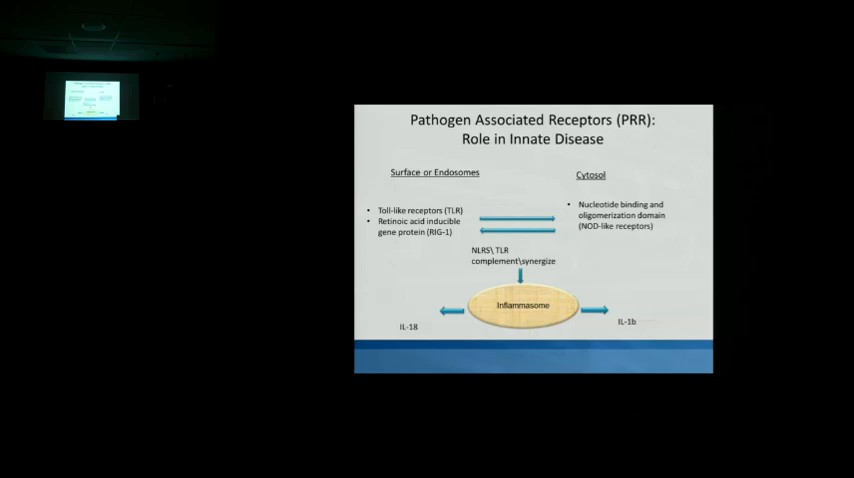 Pathogen Associated Receptors (PRR):
Role in Innate Disease
Surface or Endosomes
Cytosol
• Toll-like receptors (TLR)
• Retinoic acid inducible
gene protein (RIG-1)
• Nucleotide binding and
oligomerization domain
(NOD-like receptors)
NLRS\ TLR
complement\synergize
Inflammasome
IL-18
IL-1b